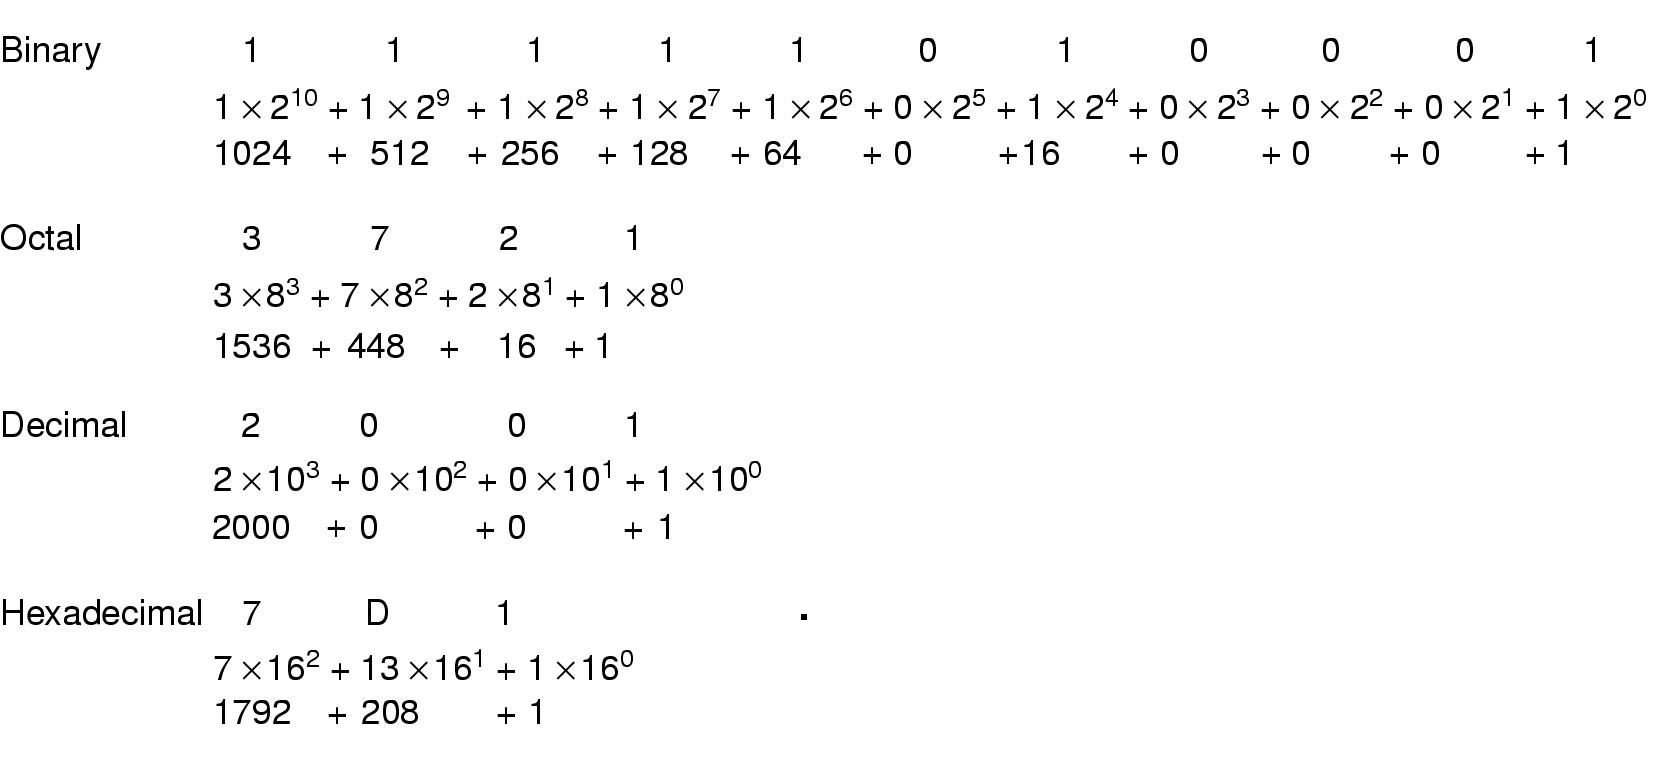 Binary 1 1 1 1 1 0 1 0 0 0 1
1 × 2¹⁰ + 1 × 2⁹ + 1 × 2⁸ + 1 × 2⁷ + 1 × 2⁶ + 0 × 2⁵ + 1 × 2⁴ + 0 × 2³ + 0 × 2² + 0 × 2¹ + 1 × 2⁰
1024 + 512 + 256 + 128 + 64 + 0 +16 + 0 + 0 + 0 + 1
Octal 3 7 2 1
3 ×8³ + 7 ×8² + 2 ×8¹ + 1 ×8⁰
1536 + 448 + 16 + 1
Decimal 2 0 0 1
2 ×10³ + 0 ×10² + 0 ×10¹ + 1 ×10⁰
2000 + 0 + 0 + 1
Hexadecimal 7 D 1 .
7 ×16² + 13 ×16¹ + 1 ×16⁰
1792 + 208 + 1